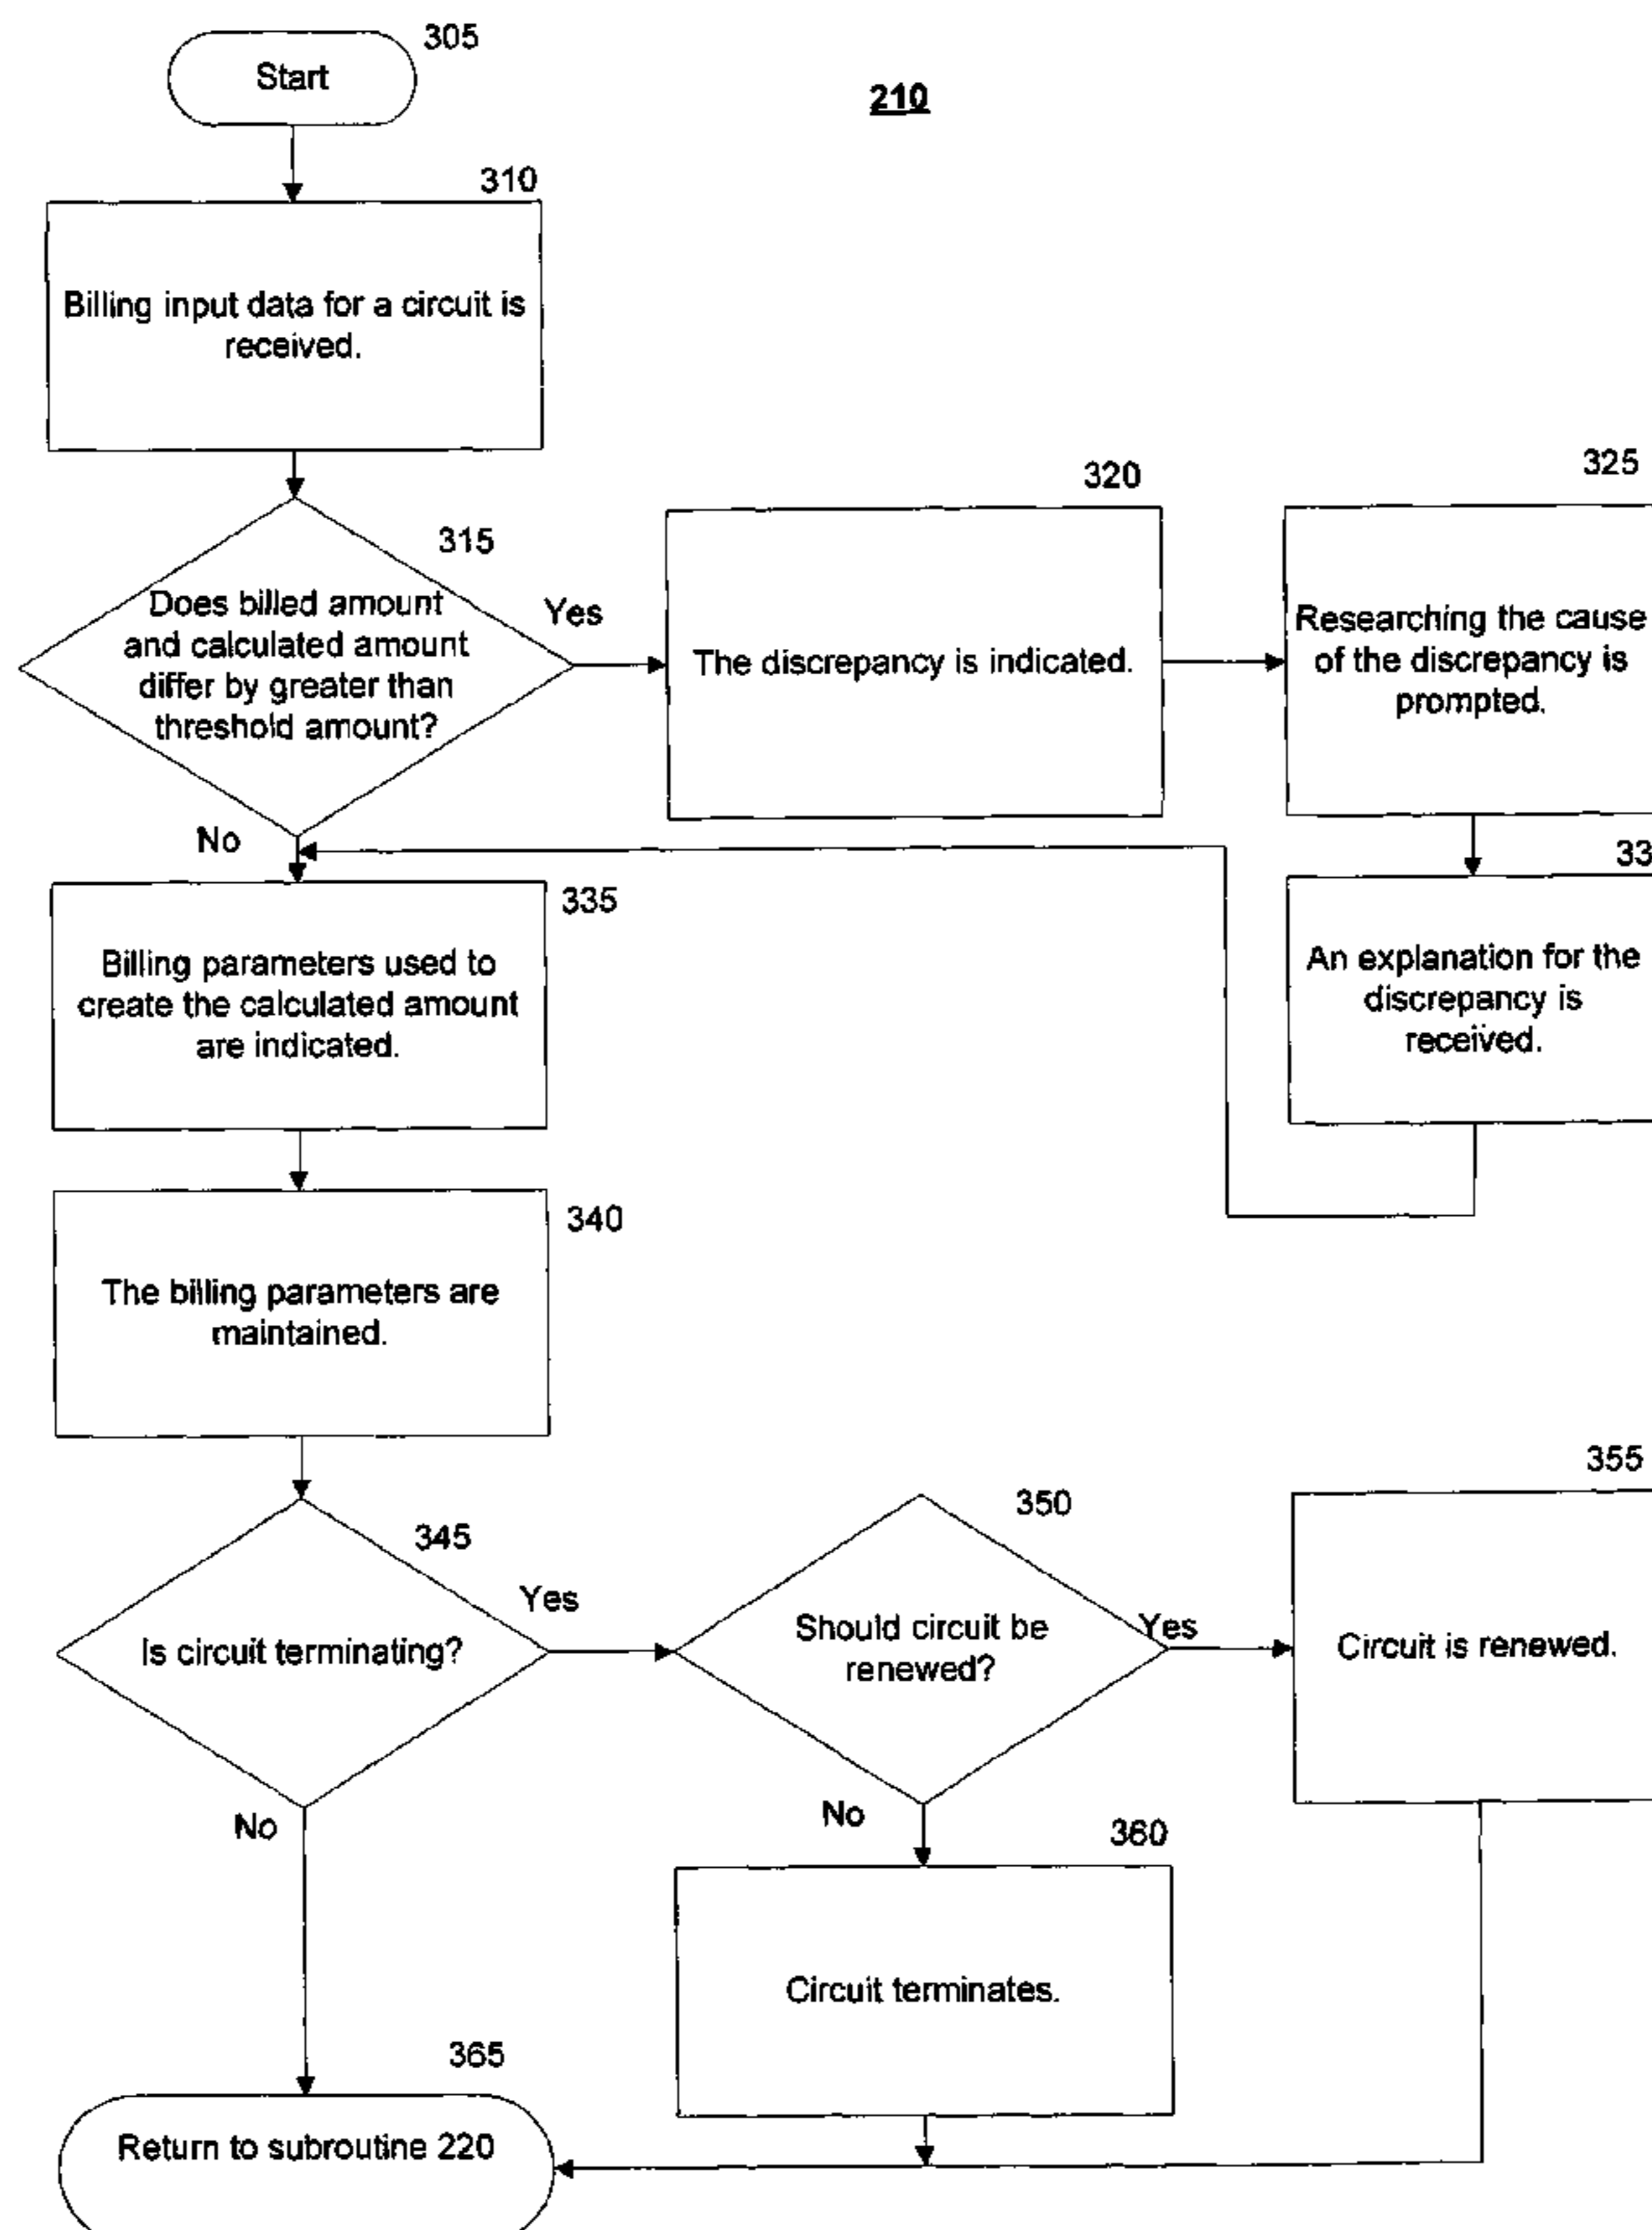 305
Start
210
310
Billing input data for a circuit is
received.
315
Does billed amount
and calculated amount
differ by greater than
threshold amount?
Yes
320
The discrepancy is indicated.
325
Researching the cause
of the discrepancy is
prompted.
No
33
An explanation for the
discrepancy is
received.
335
Billing parameters used to
create the calculated amount
are indicated.
340
The billing parameters are
maintained.
345
Is circuit terminating?
Yes
350
Should circuit be
renewed?
Yes
355
Circuit is renewed.
No
No
360
Circuit terminates.
365
Return to subroutine 220